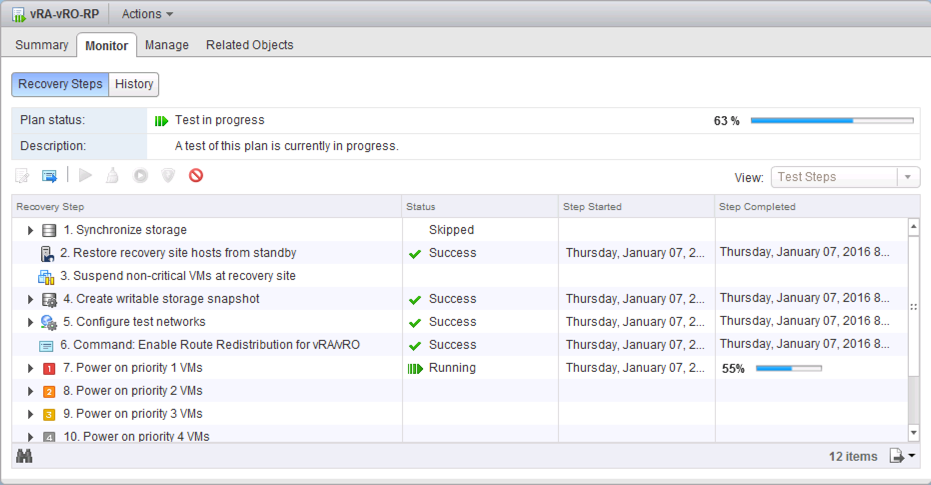 vRA-vRO-RP Actions
Summary Monitor Manage Related Objects
Recovery Steps History
Plan status: Test in progress 63 %
Description: A test of this plan is currently in progress.
View: Test Steps
Recovery Step Status Step Started Step Completed
1. Synchronize storage Skipped
2. Restore recovery site hosts from standby Success Thursday, January 07, 2... Thursday, January 07, 2016 8...
3. Suspend non-critical VMs at recovery site
4. Create writable storage snapshot Success Thursday, January 07, 2... Thursday, January 07, 2016 8...
5. Configure test networks Success Thursday, January 07, 2... Thursday, January 07, 2016 8...
6. Command: Enable Route Redistribution for vRA/vRO Success Thursday, January 07, 2... Thursday, January 07, 2016 8...
1 7. Power on priority 1 VMs Running Thursday, January 07, 2... 55%
2 8. Power on priority 2 VMs
3 9. Power on priority 3 VMs
4 10. Power on priority 4 VMs
12 items